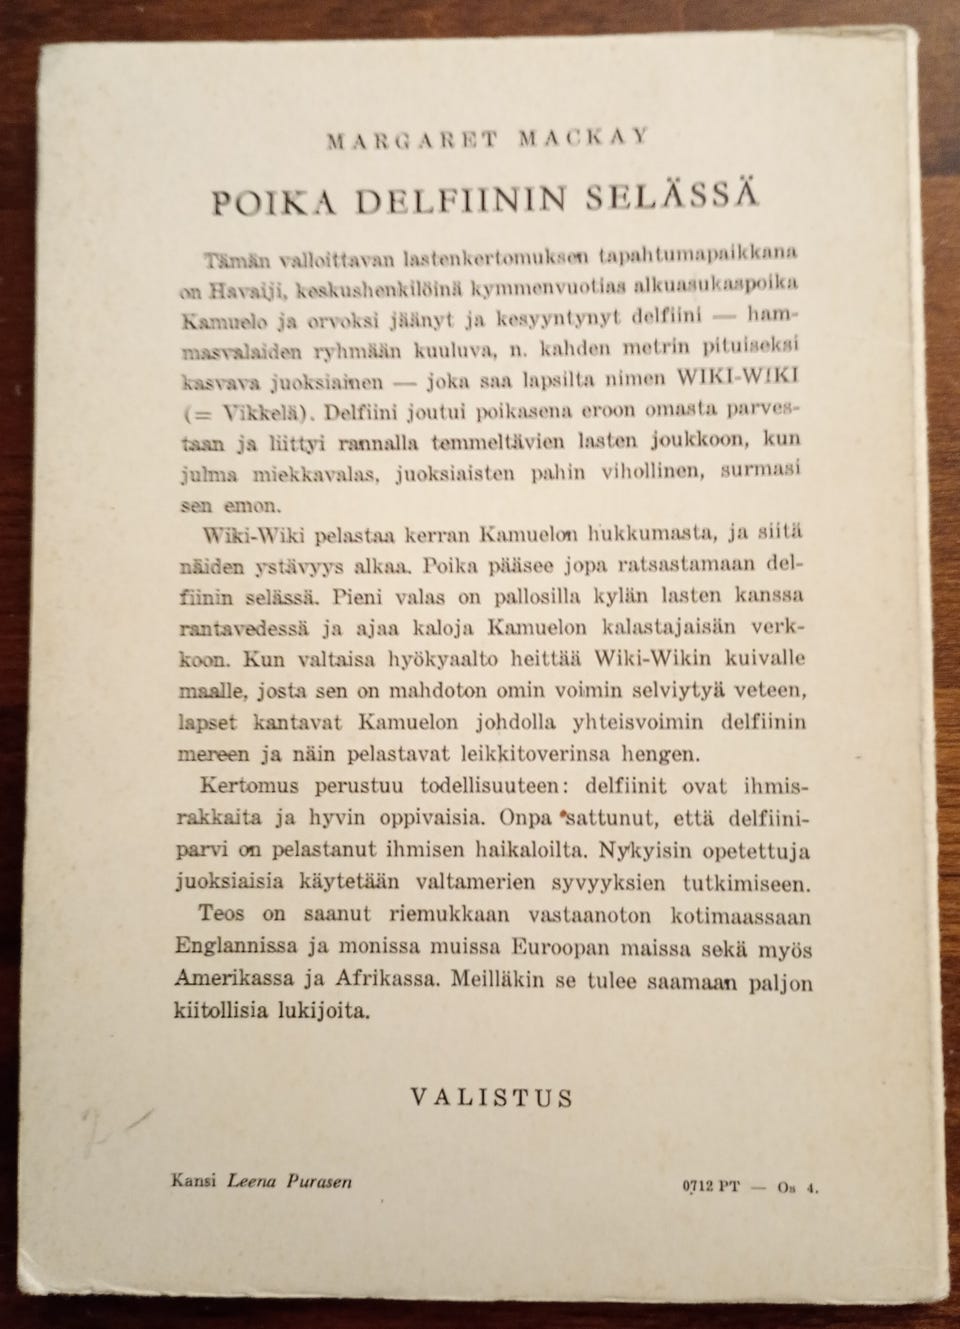 MARGARET MACKAY
POIKA DELFIININ SELÄSSÄ
Tämän valloittavan lastenkertomuksen tapahtumapaikkana
on Havaiji, keskushenkilöinä kymmenvuotias alkuasukaspoika
Kamuelo ja orvoksi jäänyt ja kesyyntynyt delfiini — ham-
masvalaiden ryhmään kuuluva, n. kahden metrin pituiseksi
kasvava juoksiainen — joka saa lapsilta nimen WIKI-WIKI
(= Vikkelä). Delfiini joutui poikasena eroon omasta parves-
taan ja liittyi rannalla temmeltävien lasten joukkoon, kun
julma miekkavalas, juoksiaisten pahin vihollinen, surmasi
sen emon.
Wiki-Wiki pelastaa kerran Kamuelon hukkumasta, ja siitä
näiden ystävyys alkaa. Poika pääsee jopa ratsastamaan del-
fiinin selässä. Pieni valas on pallosilla kylän lasten kanssa
rantavedessä ja ajaa kaloja Kamuelon kalastajaisän verk-
koon. Kun valtaisa hyökyaalto heittää Wiki-Wikin kuivalle
maalle, josta sen on mahdoton omin voimin selviytyä veteen,
lapset kantavat Kamuelon johdolla yhteisvoimin delfiinin
mereen ja näin pelastavat leikkitoverinsa hengen.
Kertomus perustuu todellisuuteen: delfiinit ovat ihmis-
rakkaita ja hyvin oppivaisia. Onpa sattunut, että delfiini-
parvi on pelastanut ihmisen haikaloilta. Nykyisin opetettuja
juoksiaisia käytetään valtamerien syvyyksien tutkimiseen.
Teos on saanut riemukkaan vastaanoton kotimaassaan
Englannissa ja monissa muissa Euroopan maissa sekä myös
Amerikassa ja Afrikassa. Meilläkin se tulee saamaan paljon
kiitollisia lukijoita.
VALISTUS
Kansi Leena Purasen
0712 PT — Os 4.